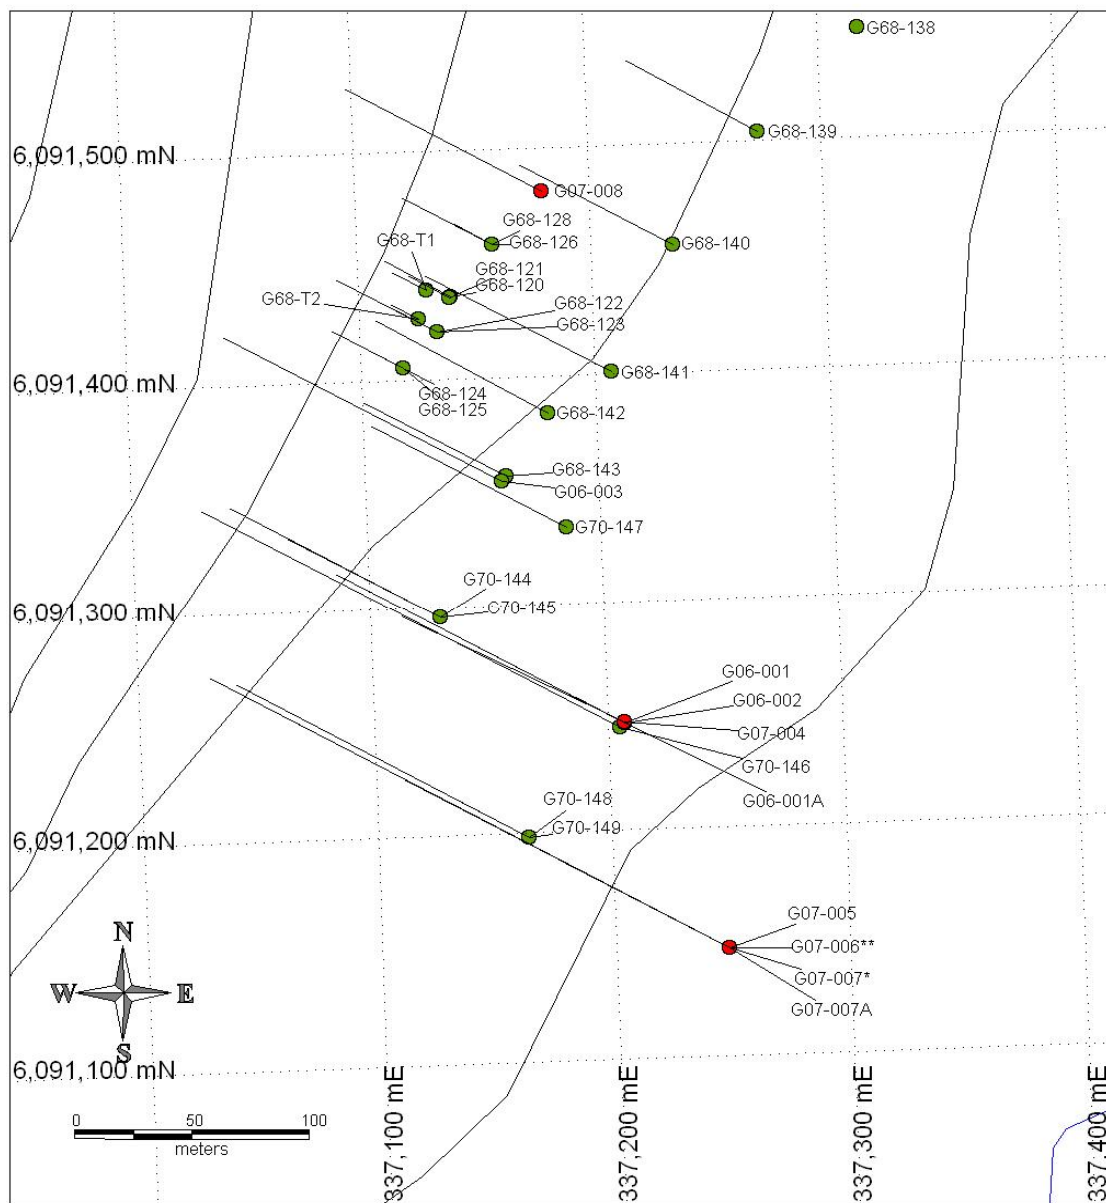 G68-138
G68-139
6,091,500 mN
G07-008
G68-128
G68-T1
G68-126
G68-140
G68-121
G68-120
G68-T2
G68-122
G68-123
G68-141
6,091,400 mN
G68-124
G68-125
G68-142
G68-143
G06-003
G70-147
G70-144
C70-145
6,091,300 mN
G06-001
G06-002
G07-004
G70-146
G06-001A
G70-148
G70-149
6,091,200 mN
G07-005
G07-006**
G07-007*
G07-007A
N
W
E
S
6,091,100 mN
337,100 mE
337,200 mE
337,300 mE
337,400 mE
0 50 100
meters